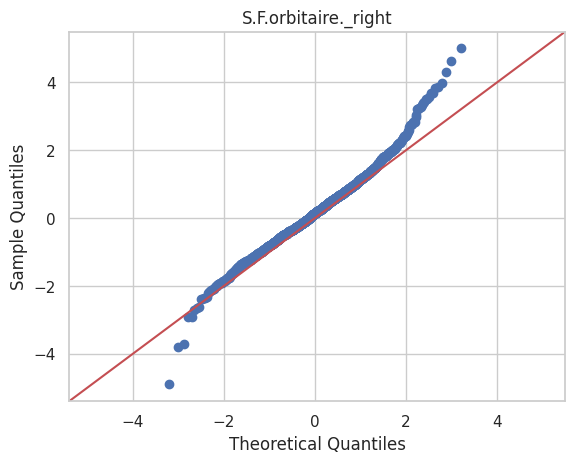 S.F.orbitaire._right
4
2
0
−2
−4
Sample Quantiles
−4 −2 0 2 4
Theoretical Quantiles